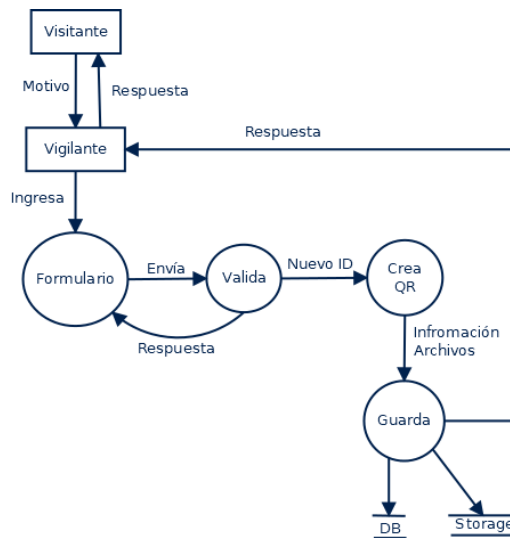 Visitante
Motivo
Respuesta
Vigilante
Respuesta
Ingresa
Formulario
Envía
Valida
Nuevo ID
Crea
QR
Respuesta
Infromación
Archivos
Guarda
DB
Storage